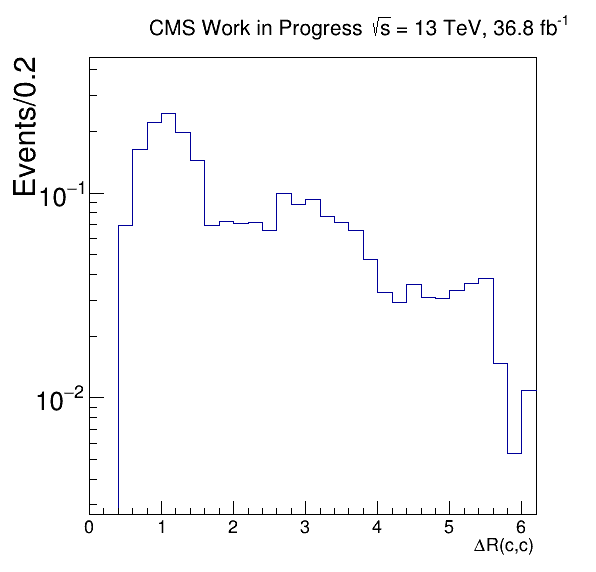 CMS Work in Progress √s = 13 TeV, 36.8 fb⁻¹
Events/0.2
10⁻¹
10⁻²
0 1 2 3 4 5 6
ΔR(c,c)